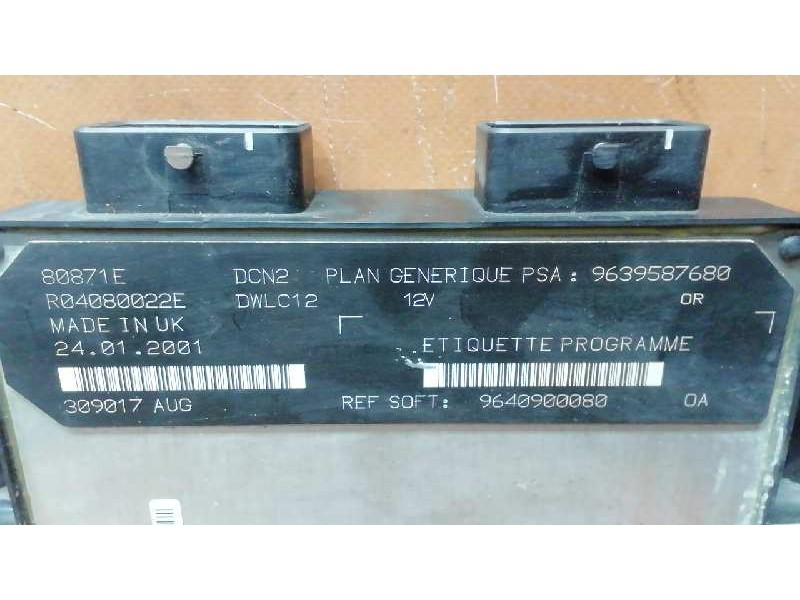 80871E DCN2 PLAN GENERIQUE PSA : 9639587680
R04080022E DWLC12 12V OR
MADE IN UK
24.01.2001 ETIQUETTE PROGRAMME
309017 AUG REF SOFT: 9640900080 OA